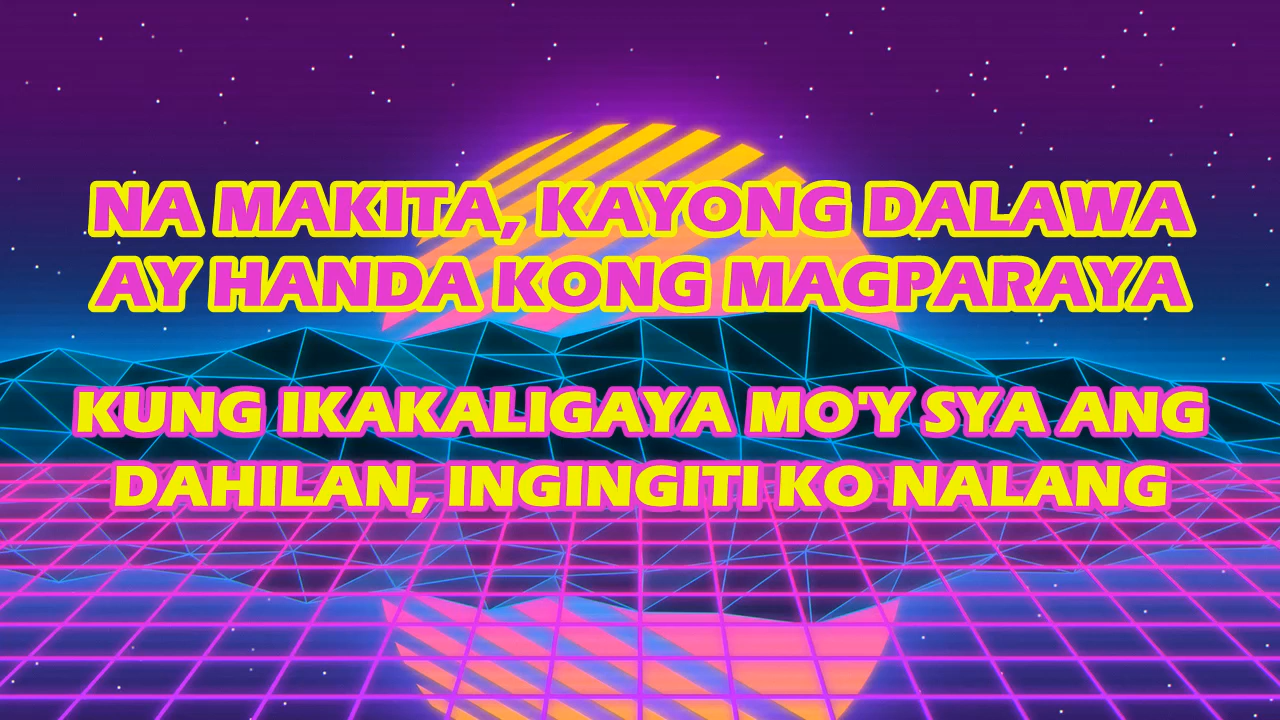 NA MAKITA, KAYONG DALAWA
AY HANDA KONG MAGPARAYA
KUNG IKAKALIGAYA MO'Y SYA ANG
DAHILAN, INGINGITI KO NALANG